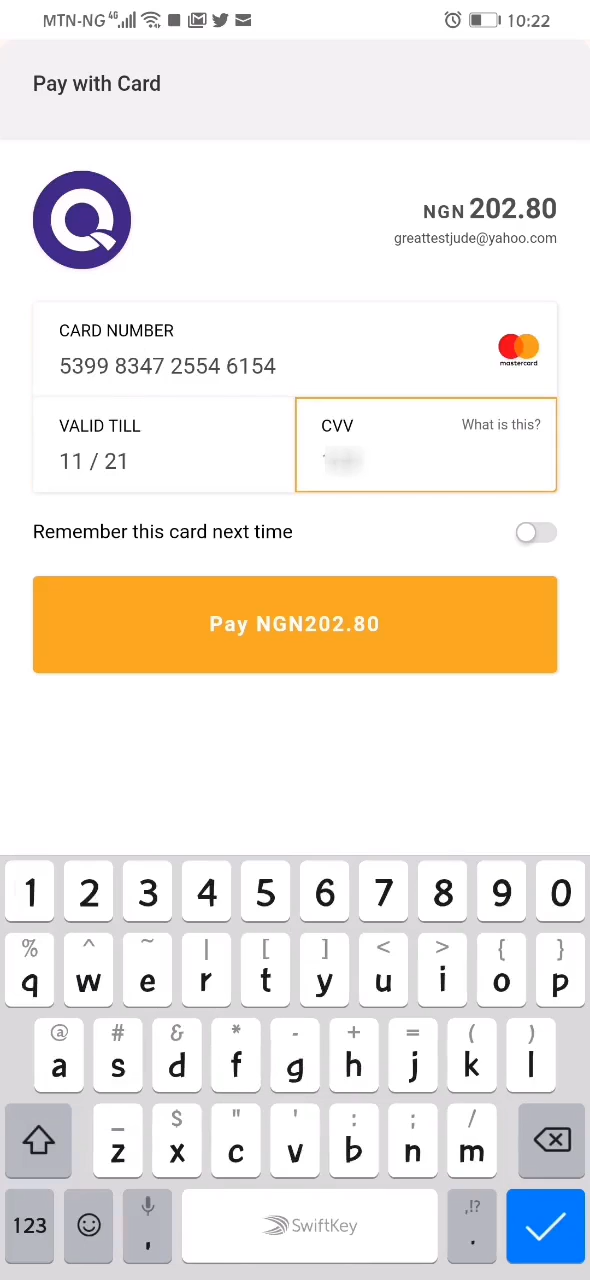 MTN-NG 4G 10:22
Pay with Card
NGN 202.80
greattestjude@yahoo.com
CARD NUMBER
5399 8347 2554 6154
mastercard
VALID TILL
11 / 21
CVV What is this?
Remember this card next time
Pay NGN202.80
1 2 3 4 5 6 7 8 9 0
% ^ ~ | [ ] < > { }
q w e r t y u i o p
@ # & * - + = ( )
a s d f g h j k l
_ $ " ' : ; /
z x c v b n m
,!?
123 , SwiftKey .